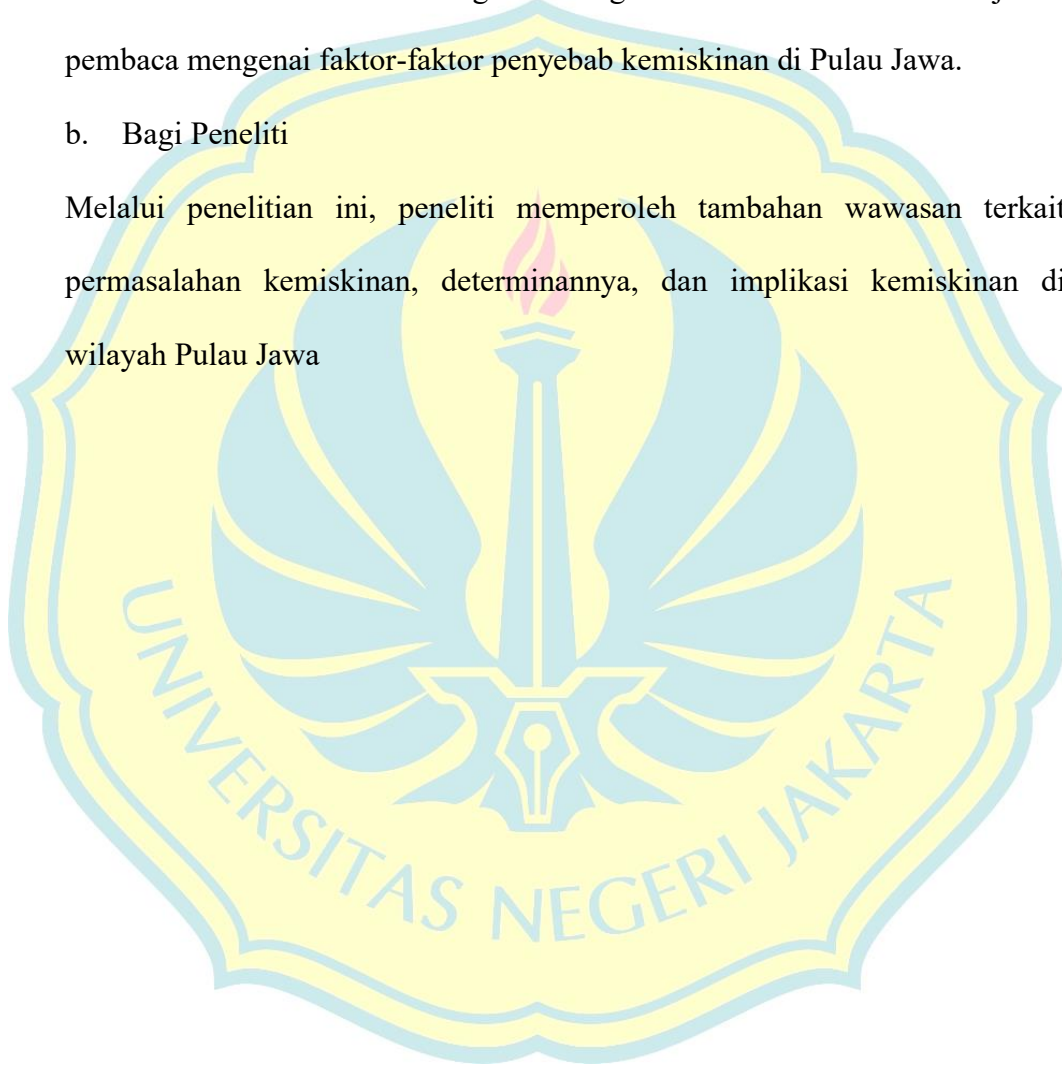 pembaca mengenai faktor-faktor penyebab kemiskinan di Pulau Jawa.
b. Bagi Peneliti
Melalui penelitian ini, peneliti memperoleh tambahan wawasan terkait
permasalahan kemiskinan, determinannya, dan implikasi kemiskinan di
wilayah Pulau Jawa
UNIVERSITAS NEGERI JAKARTA